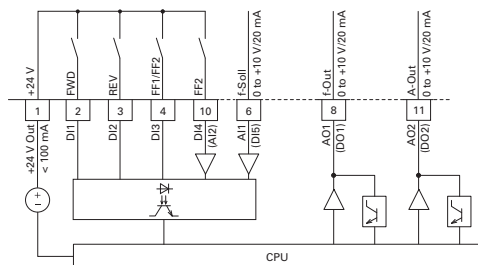 +24 V
FWD
REV
FF1/FF2
FF2
f-Soll
0 to +10 V/20 mA
f-Out
0 to +10 V/20 mA
A-Out
0 to +10 V/20 mA
1
2
3
4
10
6
8
11
+24 V Out
< 100 mA
DI1
DI2
DI3
DI4
(AI2)
AI1
(DI5)
AO1
(DO1)
AO2
(DO2)
CPU